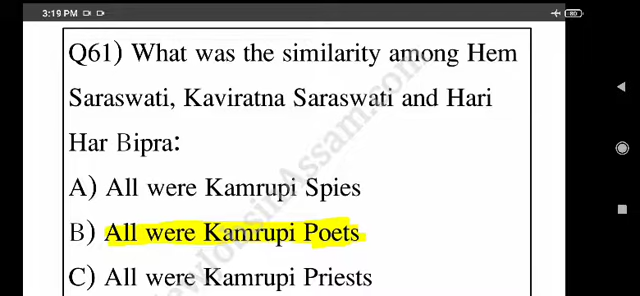 3:19 PM
80
Q61) What was the similarity among Hem
Saraswati, Kaviratna Saraswati and Hari
Har Bipra:
A) All were Kamrupi Spies
B) All were Kamrupi Poets
C) All were Kamrupi Priests